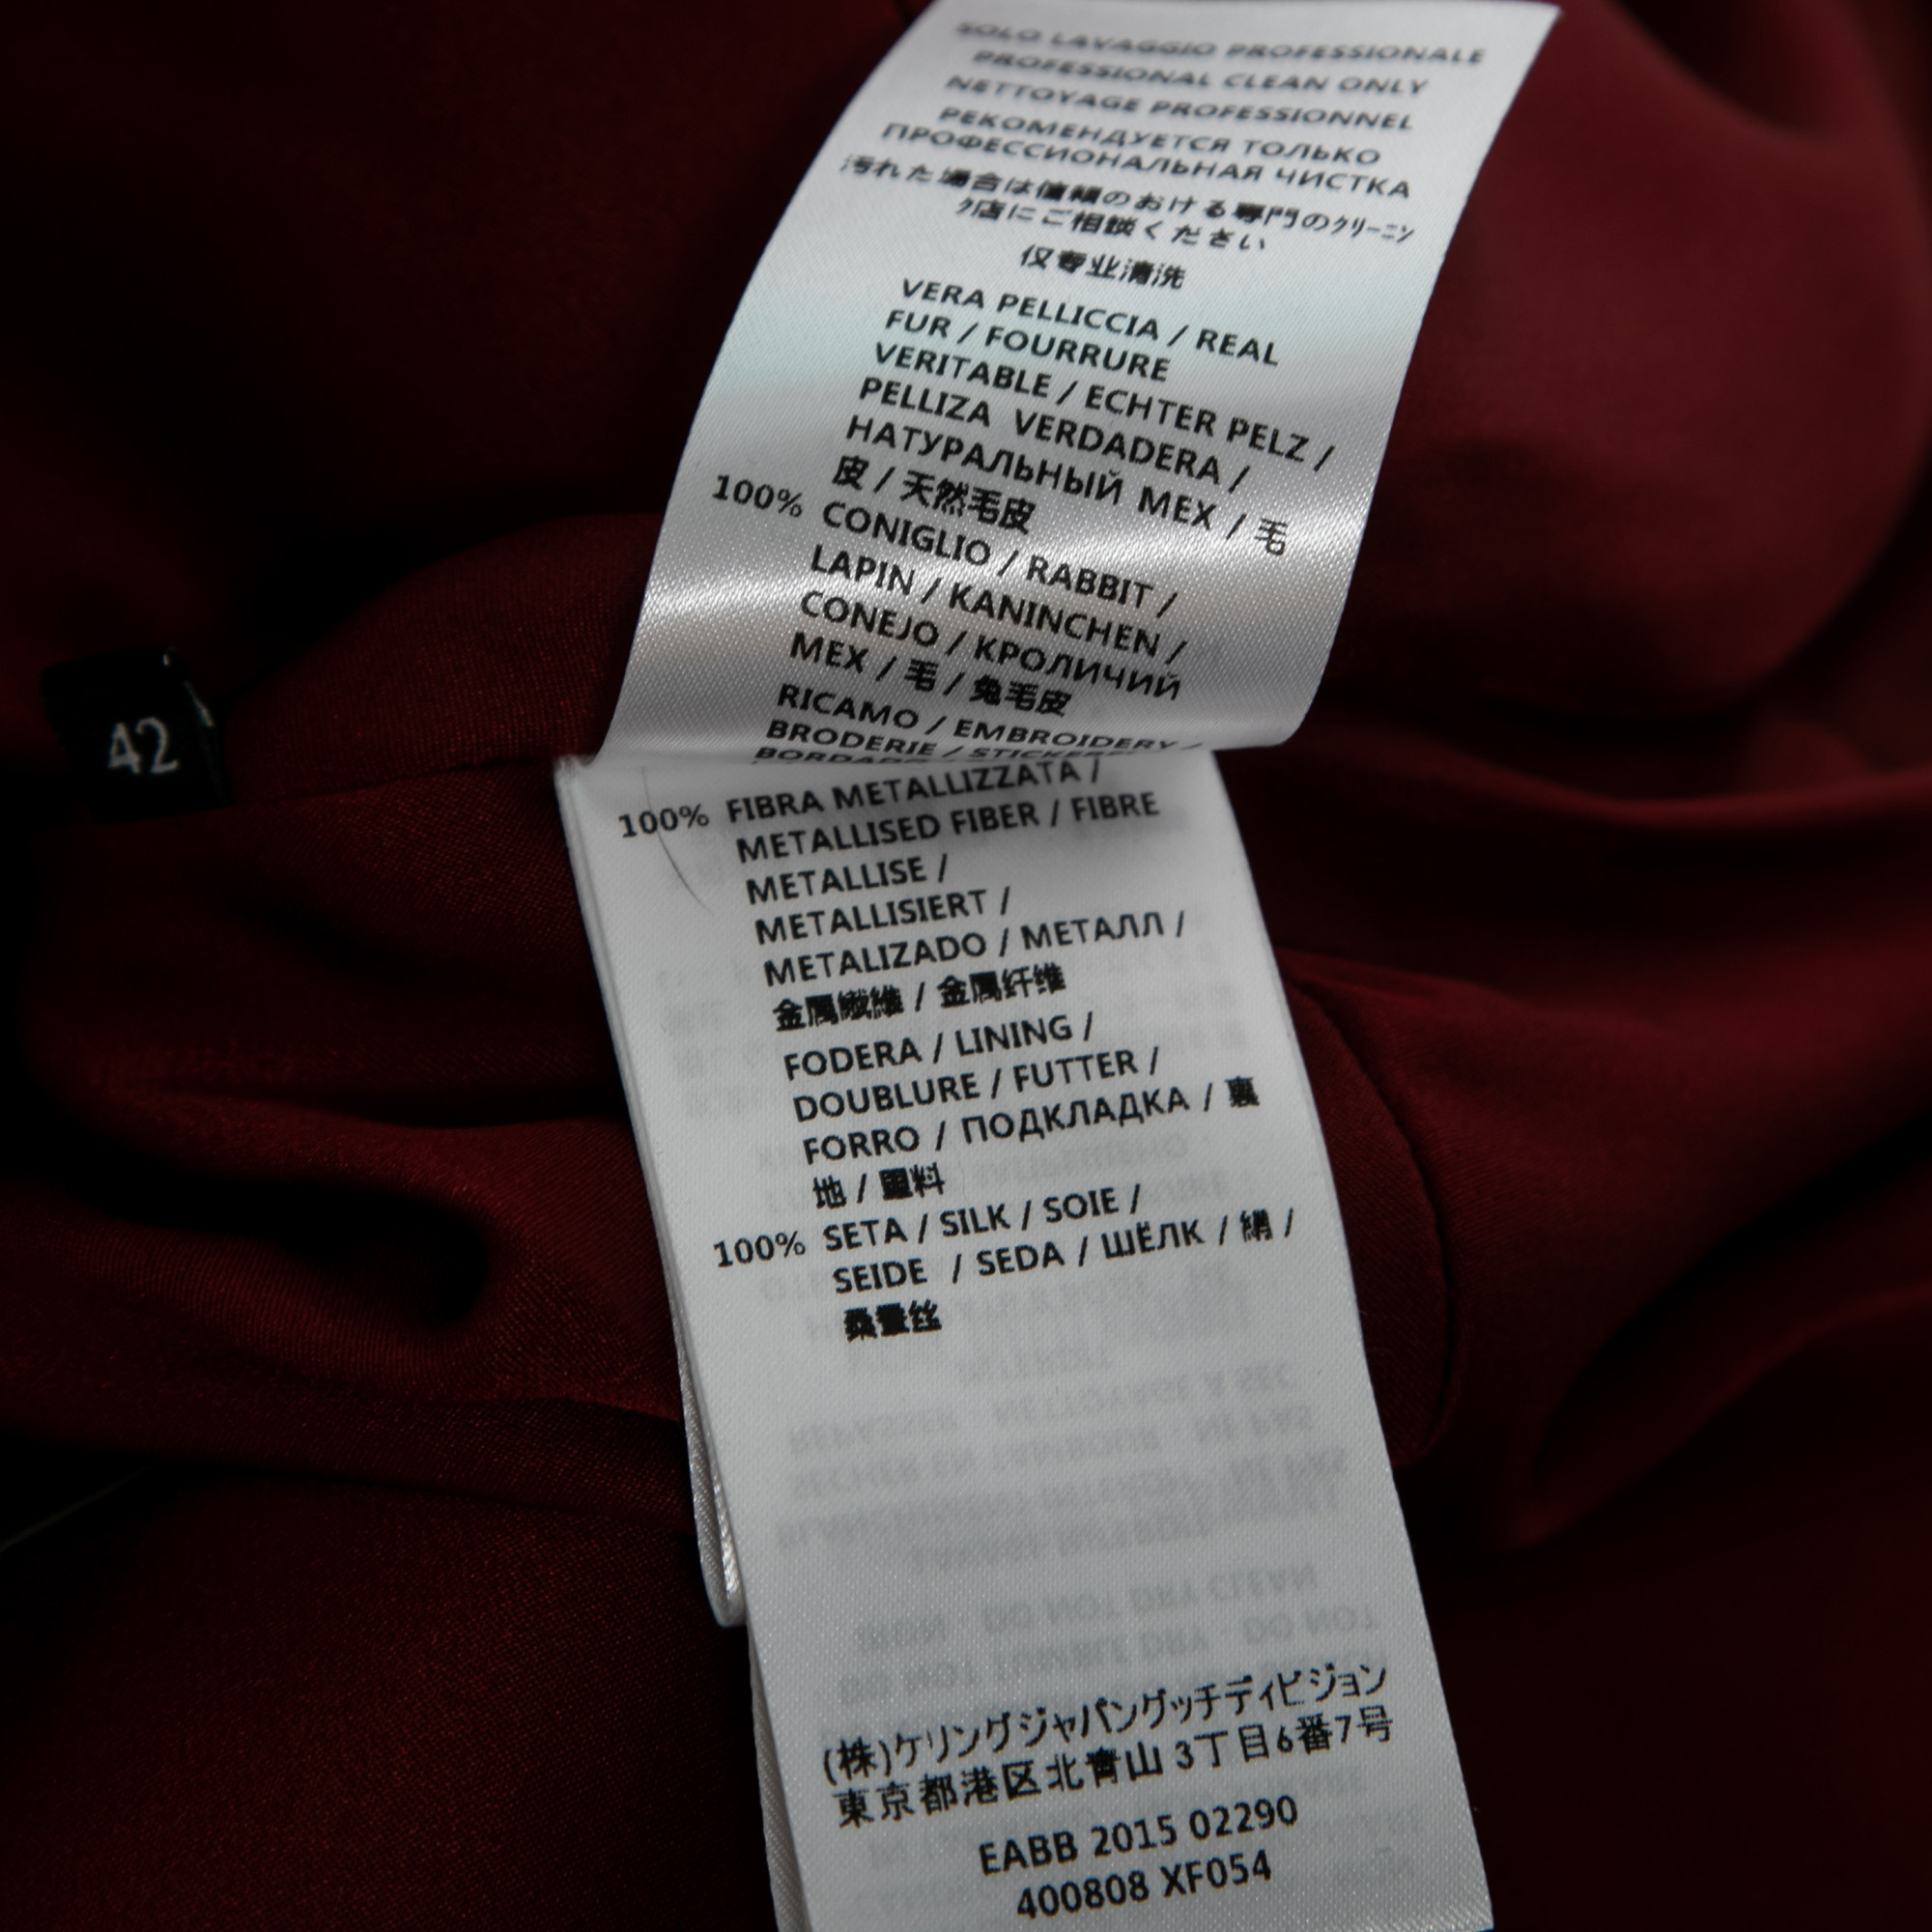 SOLO LAVAGGIO PROFESSIONALE
PROFESSIONAL CLEAN ONLY
NETTOYAGE PROFESSIONNEL
РЕКОМЕНДУЕТСЯ ТОЛЬКО
ПРОФЕССИОНАЛЬНАЯ ЧИСТКА
汚れた場合は信頼のおける専門のｸﾘｰﾆﾝ
ｸ店にご相談ください
仅专业清洗
VERA PELLICCIA / REAL
FUR / FOURRURE
VERITABLE / ECHTER PELZ /
PELLIZA VERDADERA /
НАТУРАЛЬНЫЙ МЕХ / 毛
皮 / 天然毛皮
100% CONIGLIO / RABBIT /
LAPIN / KANINCHEN /
CONEJO / КРОЛИЧИЙ
МЕХ / 毛 / 兔毛皮
RICAMO / EMBROIDERY /
BRODERIE /
100% FIBRA METALLIZZATA /
METALLISED FIBER / FIBRE
METALLISE /
METALLISIERT /
METALIZADO / МЕТАЛЛ /
金属繊維 / 金属纤维
FODERA / LINING /
DOUBLURE / FUTTER /
FORRO / ПОДКЛАДКА / 裏
地 / 里料
100% SETA / SILK / SOIE /
SEIDE / SEDA / ШЁЛК / 絹 /
桑蚕丝
42
(株)ケリングジャパングッチディビジョン
東京都港区北青山3丁目6番7号
EABB 2015 02290
400808 XF054